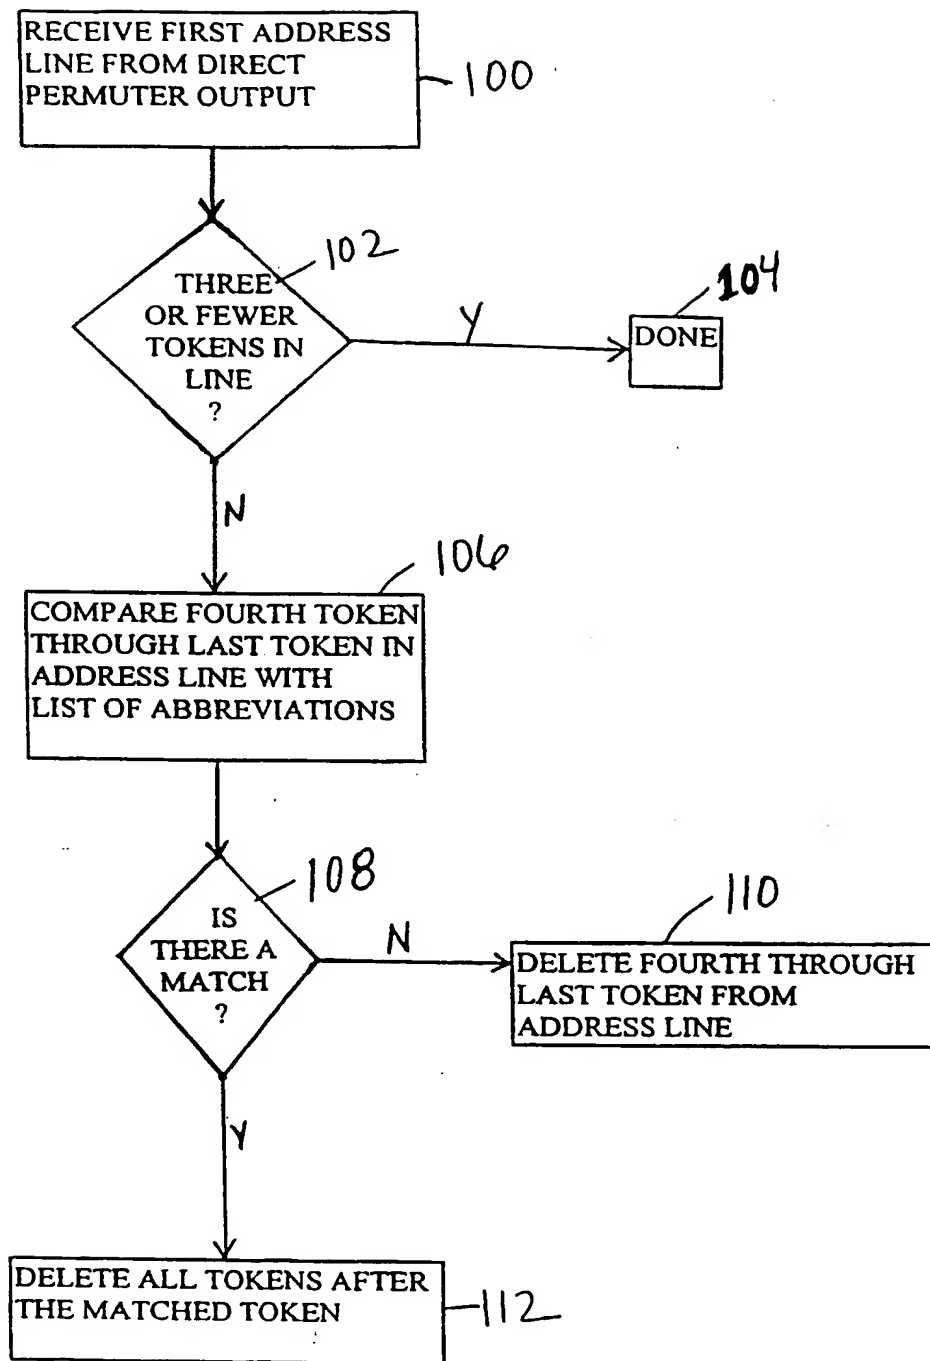 RECEIVE FIRST ADDRESS
LINE FROM DIRECT
PERMUTER OUTPUT
100
102
THREE
OR FEWER
TOKENS IN
LINE
?
Y
104
DONE
N
106
COMPARE FOURTH TOKEN
THROUGH LAST TOKEN IN
ADDRESS LINE WITH
LIST OF ABBREVIATIONS
108
IS
THERE A
MATCH
?
N
110
DELETE FOURTH THROUGH
LAST TOKEN FROM
ADDRESS LINE
Y
DELETE ALL TOKENS AFTER
THE MATCHED TOKEN
112